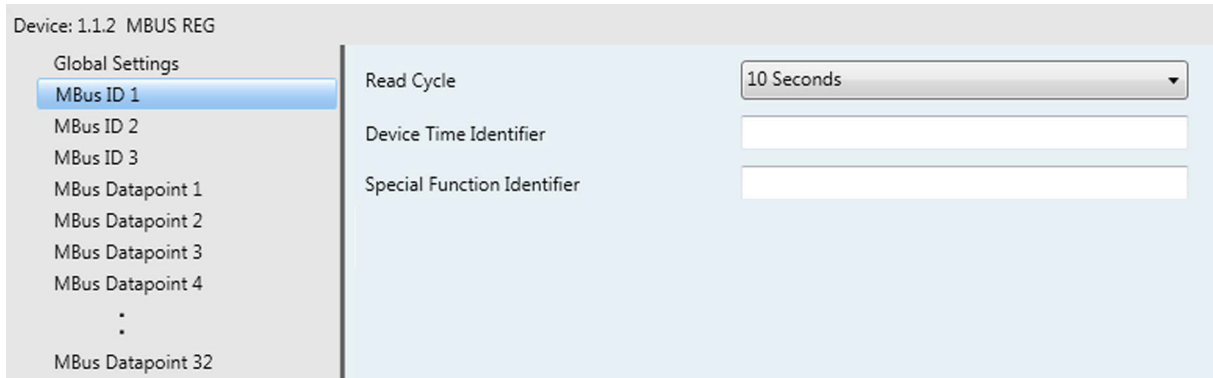 Device: 1.1.2 MBUS REG
Global Settings
MBus ID 1
MBus ID 2
MBus ID 3
MBus Datapoint 1
MBus Datapoint 2
MBus Datapoint 3
MBus Datapoint 4
:
MBus Datapoint 32
Read Cycle
10 Seconds
Device Time Identifier
Special Function Identifier